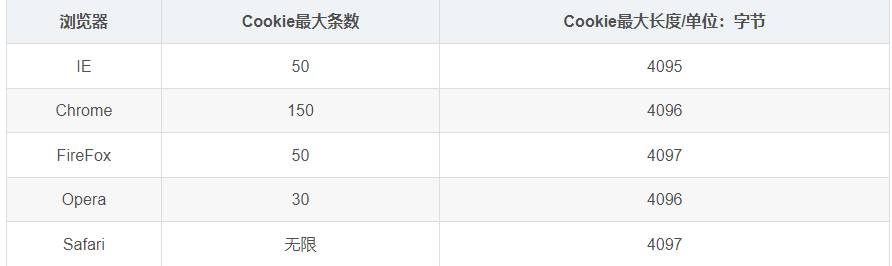 浏览器 Cookie最大条数 Cookie最大长度/单位：字节
IE 50 4095
Chrome 150 4096
FireFox 50 4097
Opera 30 4096
Safari 无限 4097